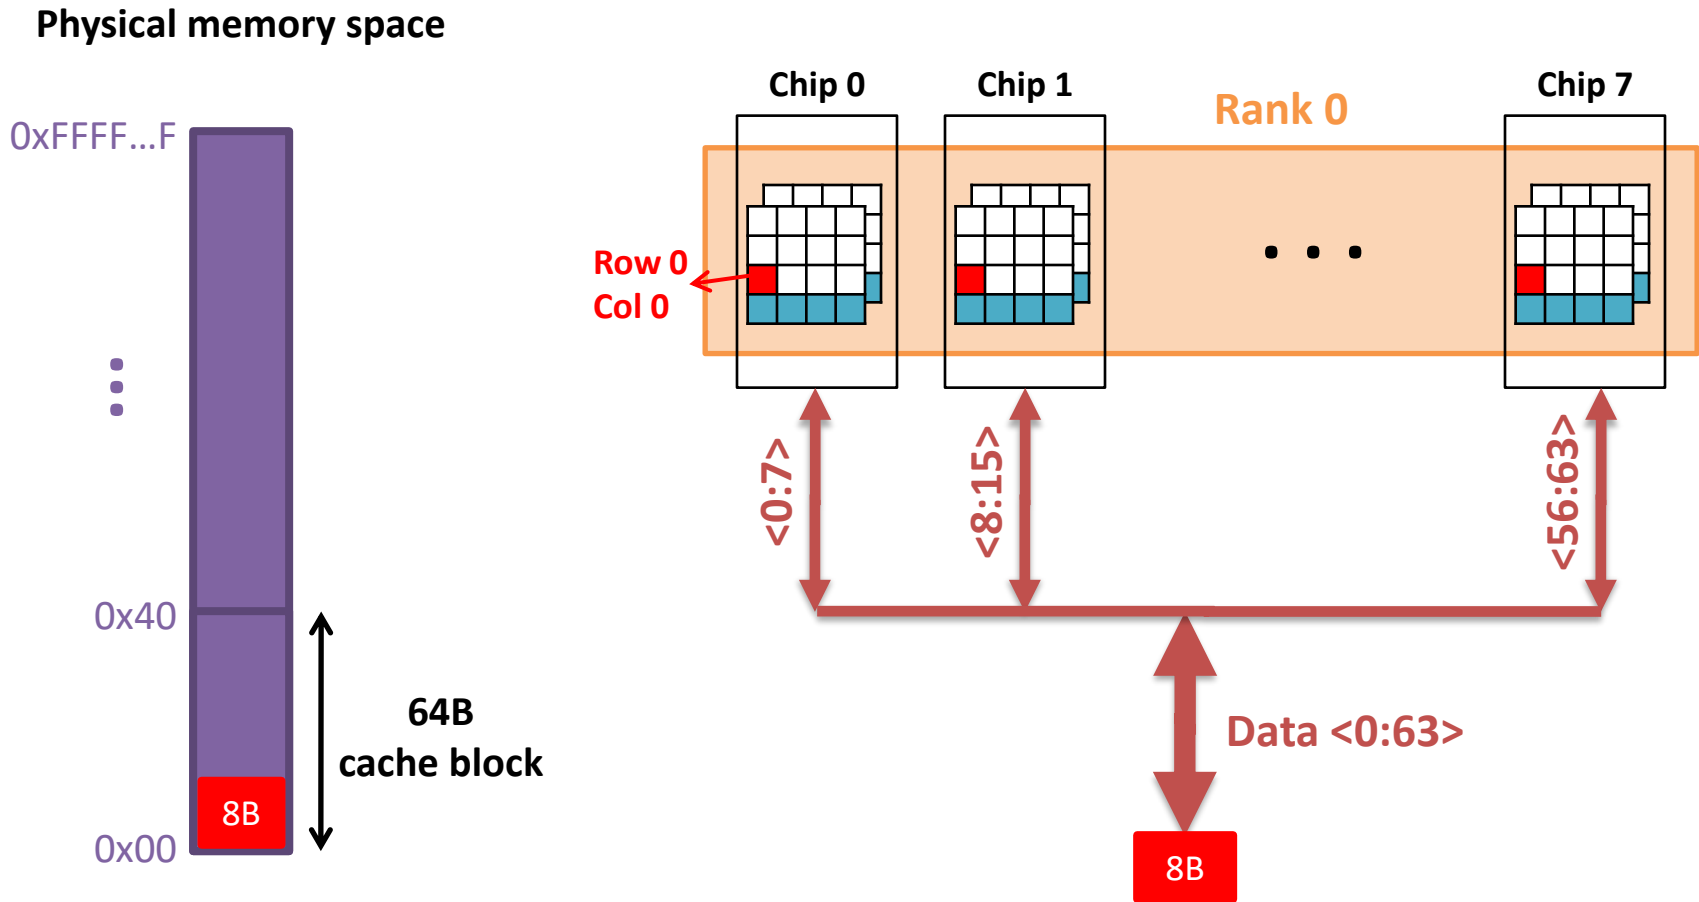 Physical memory space
0xFFFF...F
0x40
0x00
64B
cache block
8B
Chip 0
Chip 1
Chip 7
Rank 0
Row 0
Col 0
. . .
<0:7>
<8:15>
<56:63>
Data <0:63>
8B